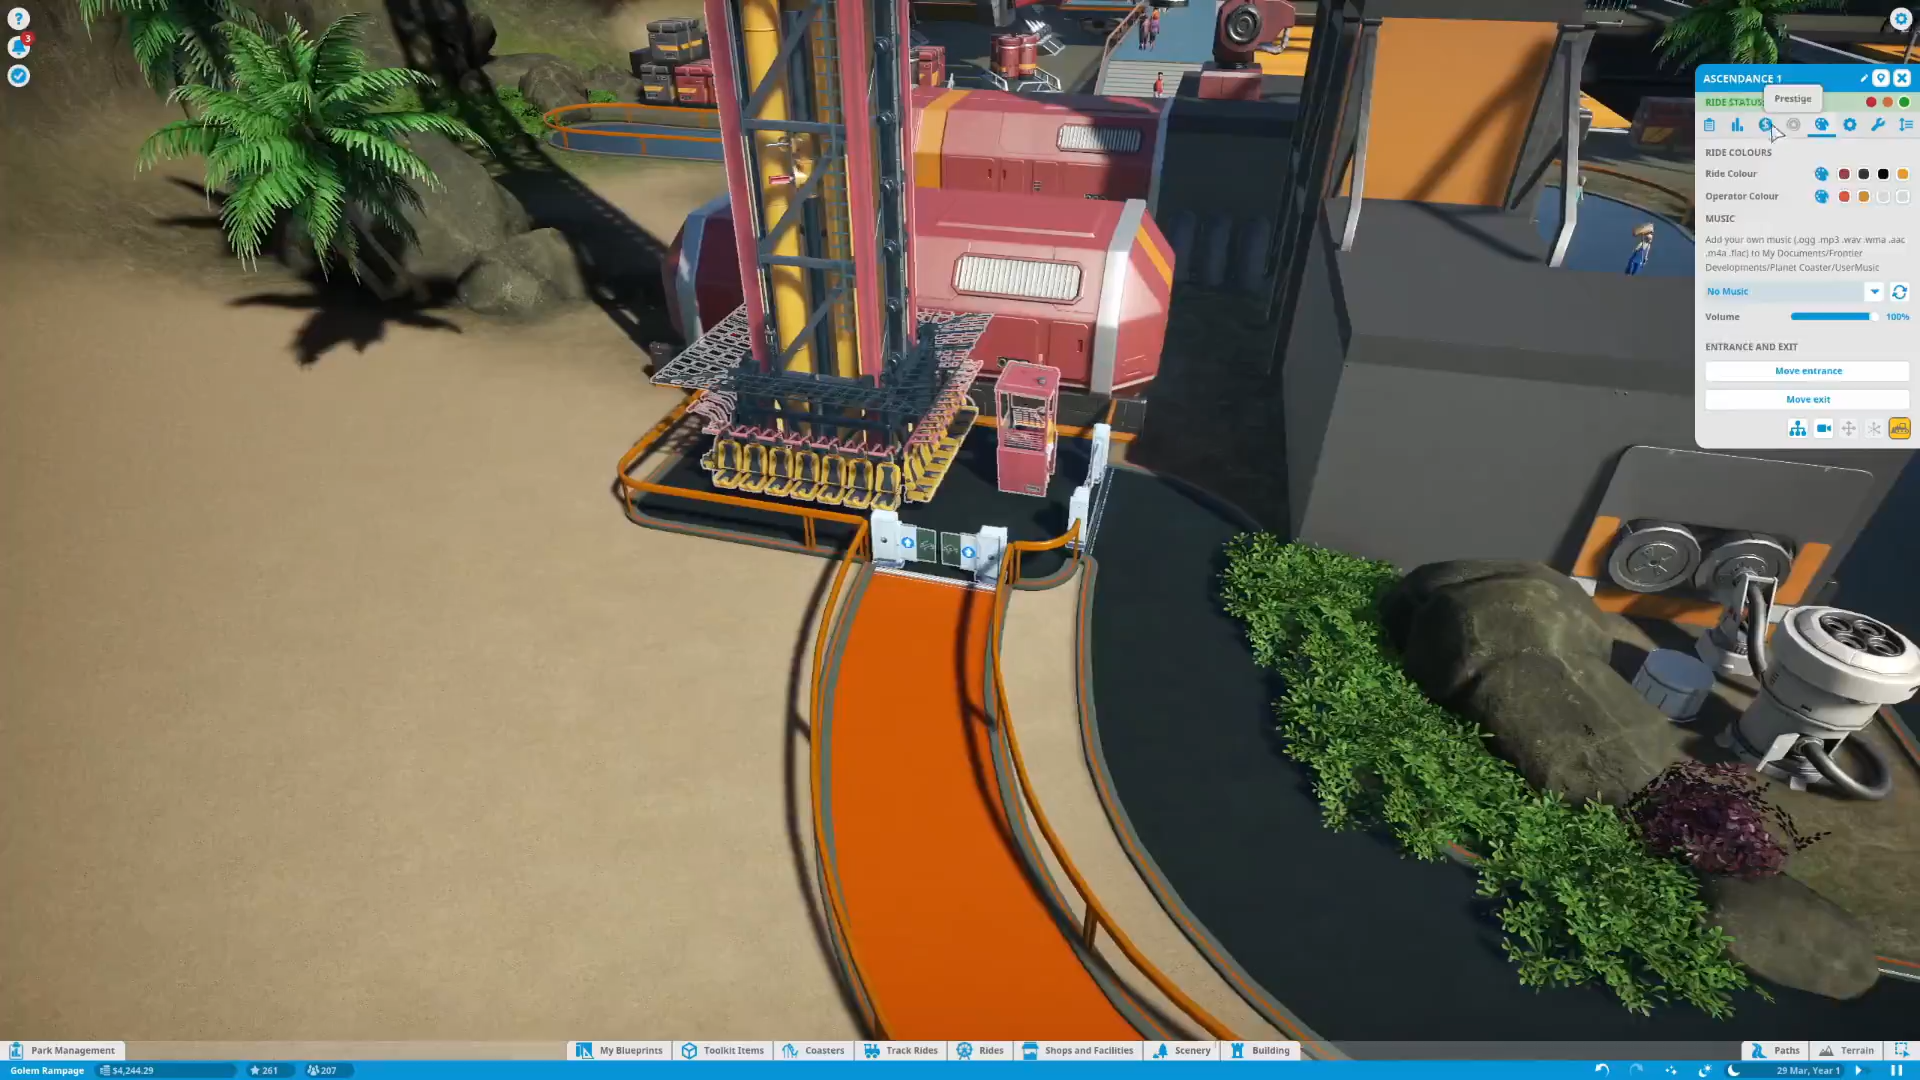 ?
3
ASCENDANCE 1
RIDE STATUS
Prestige
RIDE COLOURS
Ride Colour
Operator Colour
MUSIC
Add your own music (.ogg .mp3 .wav .wma .aac
.m4a .flac) to My Documents/Frontier
Developments/Planet Coaster/UserMusic
No Music
Volume 100%
ENTRANCE AND EXIT
Move entrance
Move exit
Park Management
My Blueprints
Toolkit Items
Coasters
Track Rides
Rides
Shops and Facilities
Scenery
Building
Paths
Terrain
Golem Rampage
$4,244.29
261
207
29 Mar, Year 1